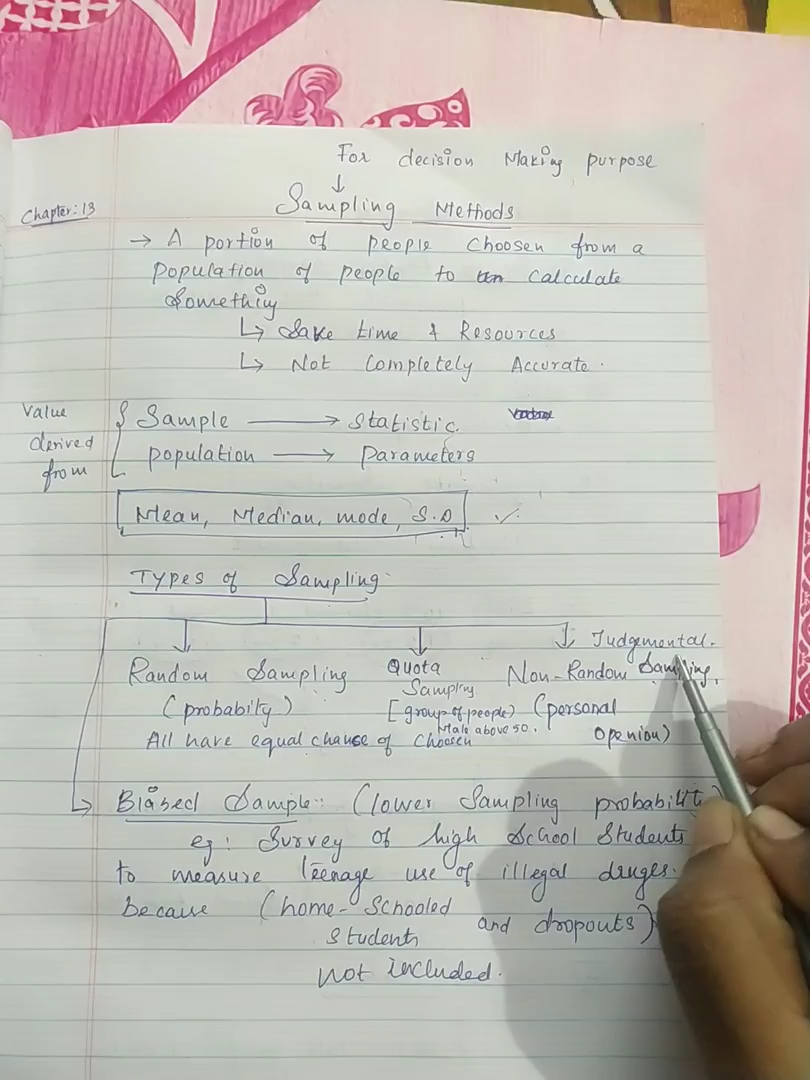 For decision Making purpose
↓
Chapter: 13
Sampling Methods
→ A portion of people choosen from a
population of people to calculate
Something
↳ Save time & Resources
↳ Not Completely Accurate.
Value
derived
from
{ Sample → Statistic.
population → Parameters
Mean, Median, mode, S.D ✓
Types of Sampling
Judgemental.
Random Sampling
(probabilty)
All have equal chance of Choosen
Quota
Sampling
[group of people)
Male above 50.
Non-Random Sampling,
(personal
Openion)
→ Biased Sample: (lower Sampling probability)
eg: Survey of high School Students
to measure teenage use of illegal druges.
because (home-Schooled
Students
and dropouts)
not included.